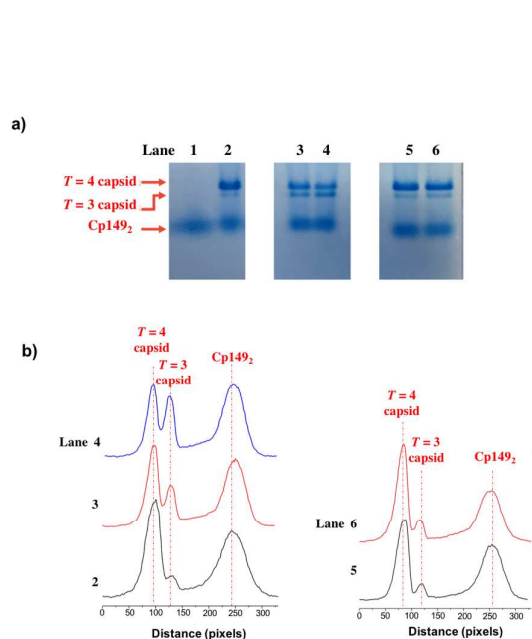 a)
Lane 1 2 3 4 5 6
T = 4 capsid
T = 3 capsid
Cp149₂
b)
T = 4
capsid
T = 3
capsid
Cp149₂
Lane 4
3
2
0 50 100 150 200 250 300
Distance (pixels)
T = 4
capsid
T = 3
capsid
Cp149₂
Lane 6
5
0 50 100 150 200 250 300
Distance (pixels)